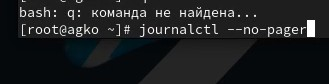 bash: q: команда не найдена...
[root@agko ~]# journalctl --no-pager